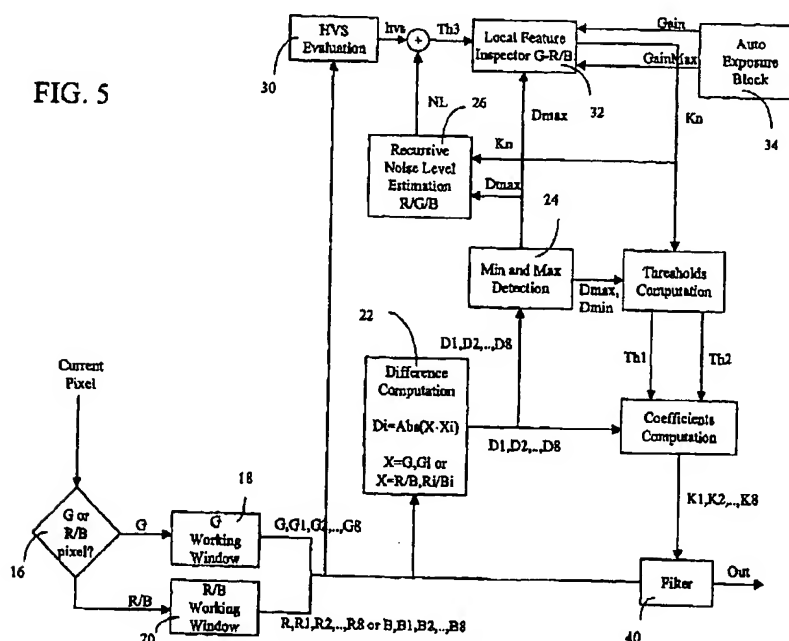 FIG. 5
HVS
Evaluation
30
hvs
+
Th3
Local Feature
Inspector G-R/B
32
Gain
GainMax
Auto
Exposure
Block
34
NL
26
Recursive
Noise Level
Estimation
R/G/B
Kn
Dmax
Dmax
Kn
24
Min and Max
Detection
Dmax,
Dmin
Thresholds
Computation
22
Difference
Computation
Di=Abs(X-Xi)
X=G,Gi or
X=R/B,Ri/Bi
D1,D2,..,D8
D1,D2,..,D8
Th1
Th2
Coefficients
Computation
Current
Pixel
G or
R/B
pixel?
16
G
18
G
Working
Window
G,G1,G2,..,G8
R/B
R/B
Working
Window
20
R,R1,R2,..,R8 or B,B1,B2,..,B8
K1,K2,..,K8
Filter
40
Out